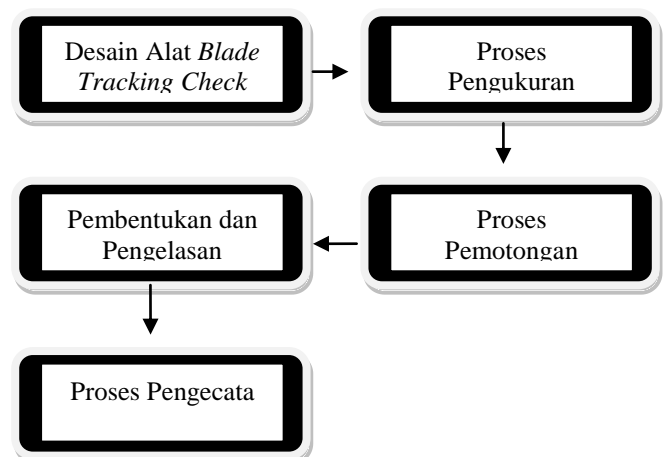 Desain Alat Blade
Tracking Check
Proses
Pengukuran
Proses
Pemotongan
Pembentukan dan
Pengelasan
Proses Pengecata